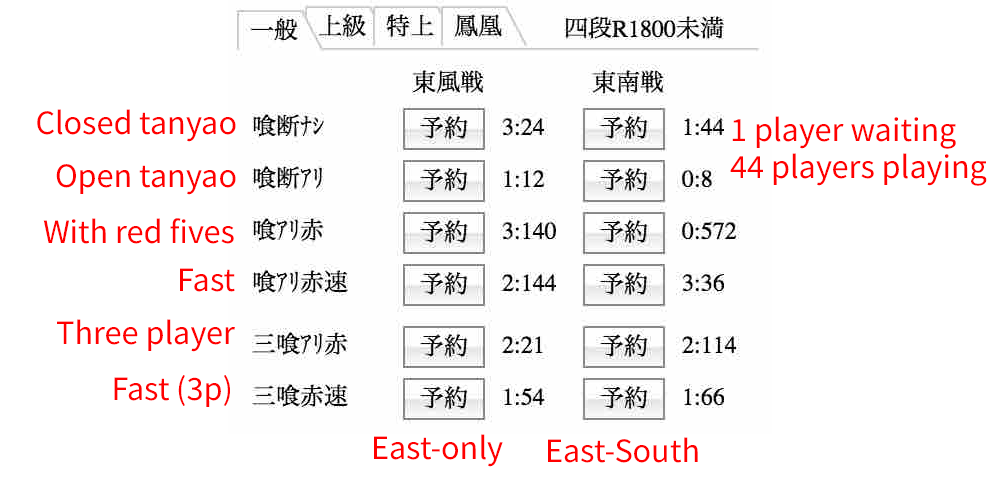 一般 上級 特上 鳳凰 四段R1800未満
東風戦 東南戦
Closed tanyao 喰断ﾅｼ 予約 3:24 予約 1:44 1 player waiting
44 players playing
Open tanyao 喰断ｱﾘ 予約 1:12 予約 0:8
With red fives 喰ｱﾘ赤 予約 3:140 予約 0:572
Fast 喰ｱﾘ赤速 予約 2:144 予約 3:36
Three player 三喰ｱﾘ赤 予約 2:21 予約 2:114
Fast (3p) 三喰赤速 予約 1:54 予約 1:66
East-only East-South